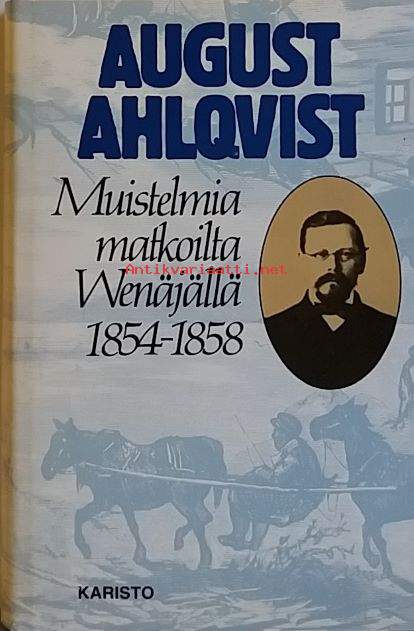 AUGUST
AHLQVIST
Muistelmia
matkoilta
Antikvariaatti.net
Wenäjällä
1854-1858
KARISTO